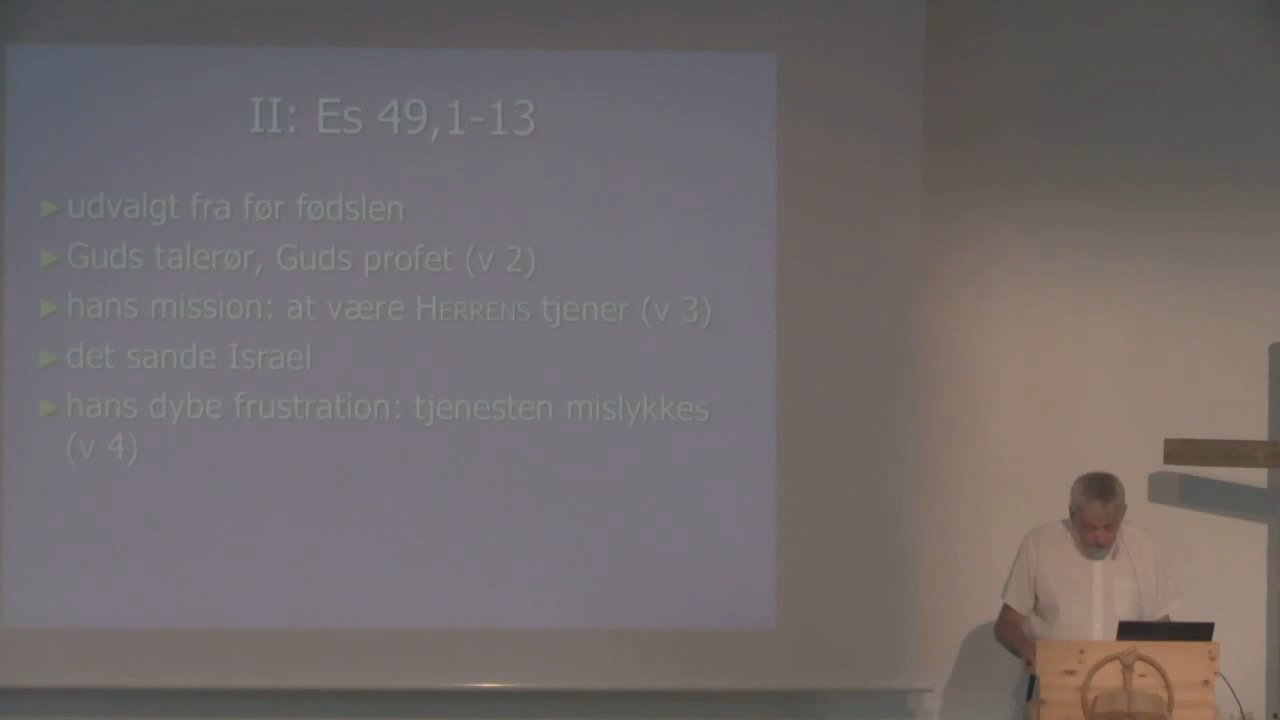 II: Es 49,1-13
►udvalgt fra før fødslen
►Guds talerør, Guds profet (v 2)
►hans mission: at være HERRENS tjener (v 3)
►det sande Israel
►hans dybe frustration: tjenesten mislykkes
(v 4)